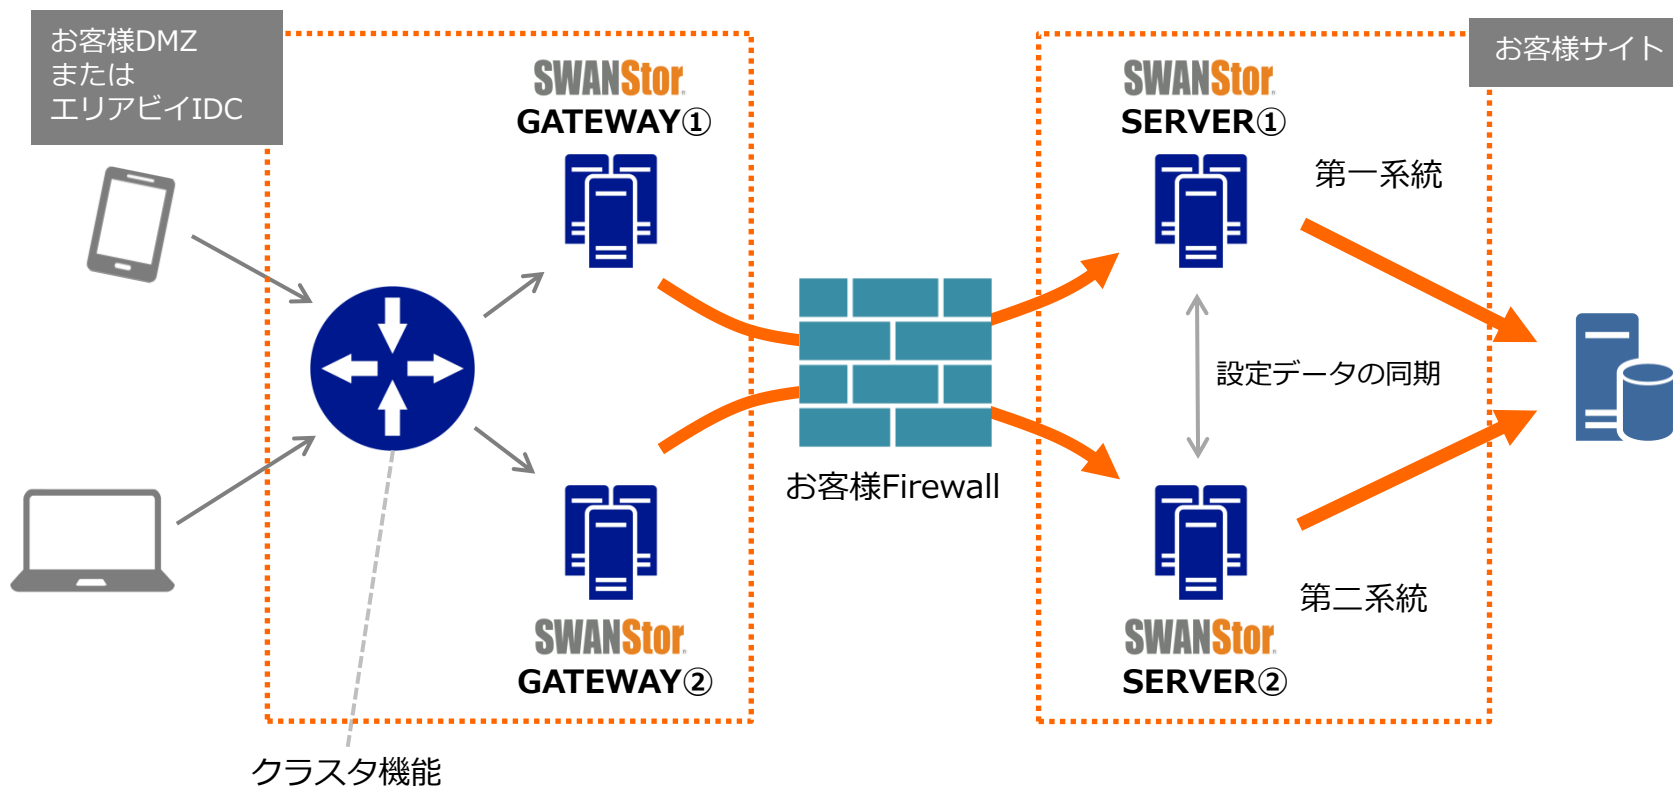 お客様DMZ
または
エリアビイIDC
SWANStor
GATEWAY①
SWANStor
SERVER①
お客様サイト
第一系統
設定データの同期
お客様Firewall
第二系統
SWANStor
GATEWAY②
SWANStor
SERVER②
クラスタ機能